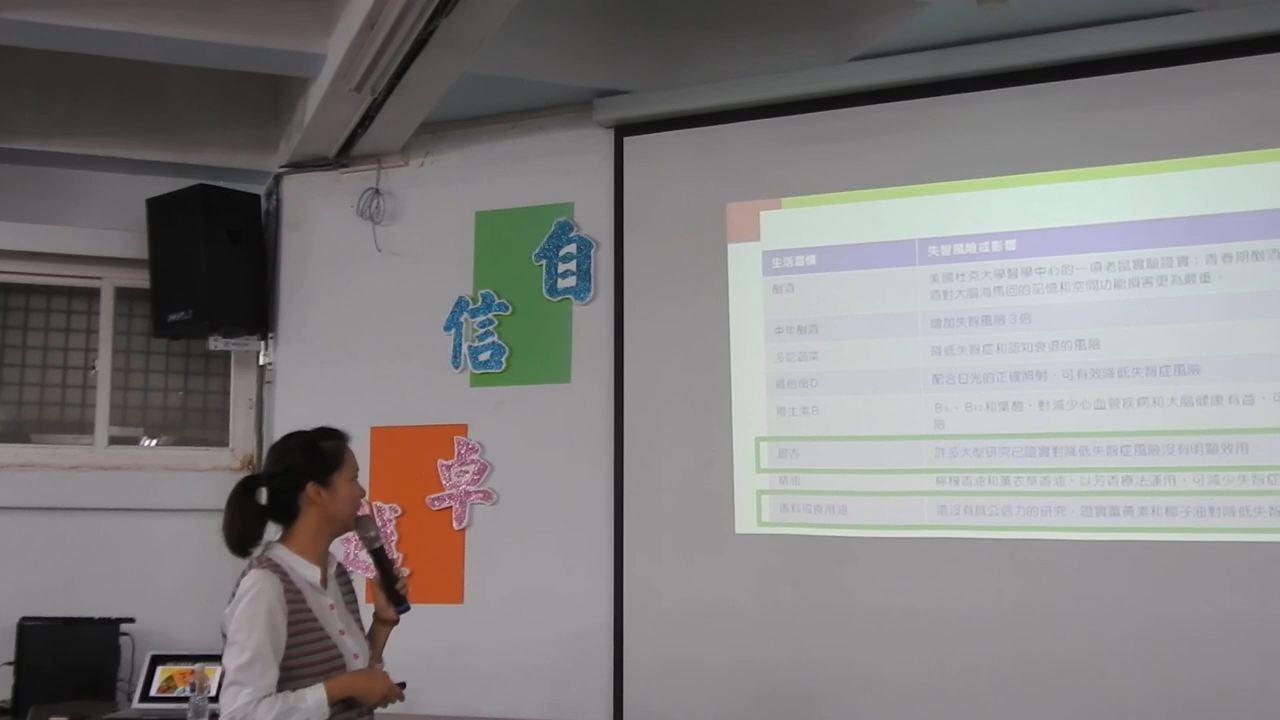 自信
卓越
生活習慣 失智風險或影響
酗酒 美國杜克大學醫學中心的一項老鼠實驗證實：青春期酗酒
酒對大腦海馬迴的記憶和空間功能損害更為嚴重。
中年酗酒 增加失智風險3倍
多吃蔬菜 降低失智症和認知衰退的風險
維他命D 配合日光的正確照射，可有效降低失智症風險
維生素B B₆、B₁₂和葉酸，對減少心血管疾病和大腦健康有益，可
險
銀杏 許多大型研究已證實對降低失智症風險沒有明顯效用
精油 檸檬香油和薰衣草香油，以芳香療法運用，可減少失智症
香料或食用油 還沒有具公信力的研究，證實薑黃素和椰子油對降低失智